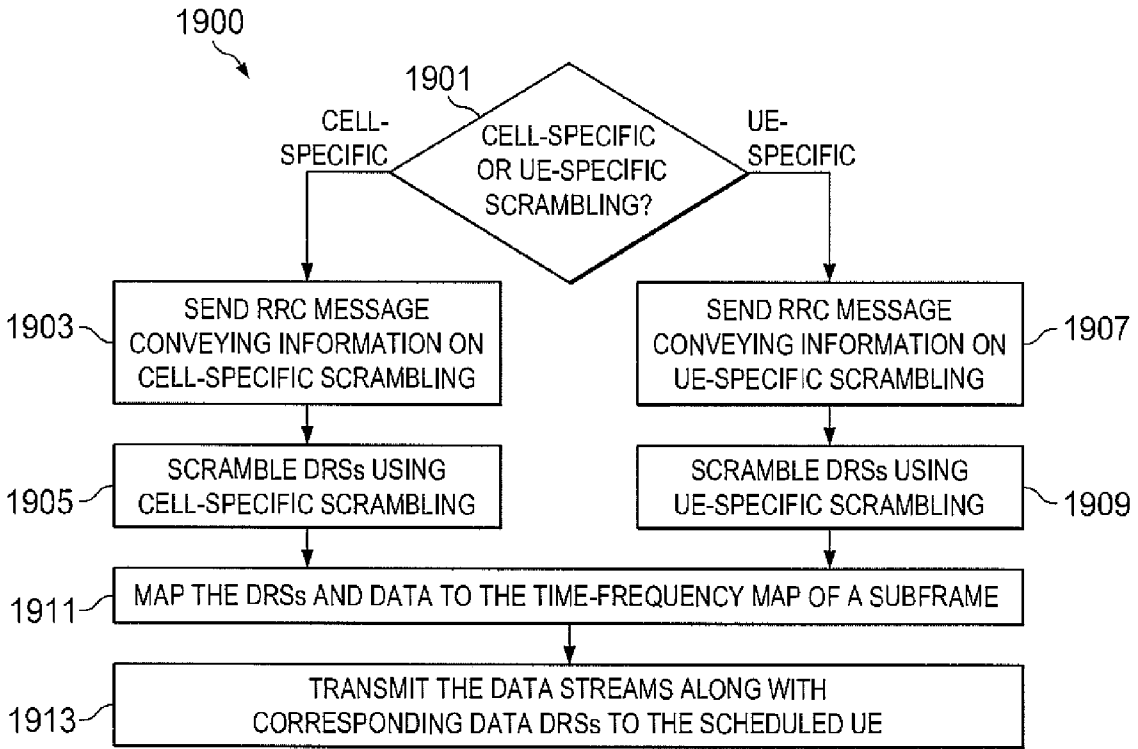 1900
1901
CELL-
SPECIFIC
UE-
SPECIFIC
CELL-SPECIFIC
OR UE-SPECIFIC
SCRAMBLING?
1903
SEND RRC MESSAGE
CONVEYING INFORMATION ON
CELL-SPECIFIC SCRAMBLING
SEND RRC MESSAGE
CONVEYING INFORMATION ON
UE-SPECIFIC SCRAMBLING
1907
1905
SCRAMBLE DRSs USING
CELL-SPECIFIC SCRAMBLING
SCRAMBLE DRSs USING
UE-SPECIFIC SCRAMBLING
1909
1911
MAP THE DRSs AND DATA TO THE TIME-FREQUENCY MAP OF A SUBFRAME
1913
TRANSMIT THE DATA STREAMS ALONG WITH
CORRESPONDING DATA DRSs TO THE SCHEDULED UE